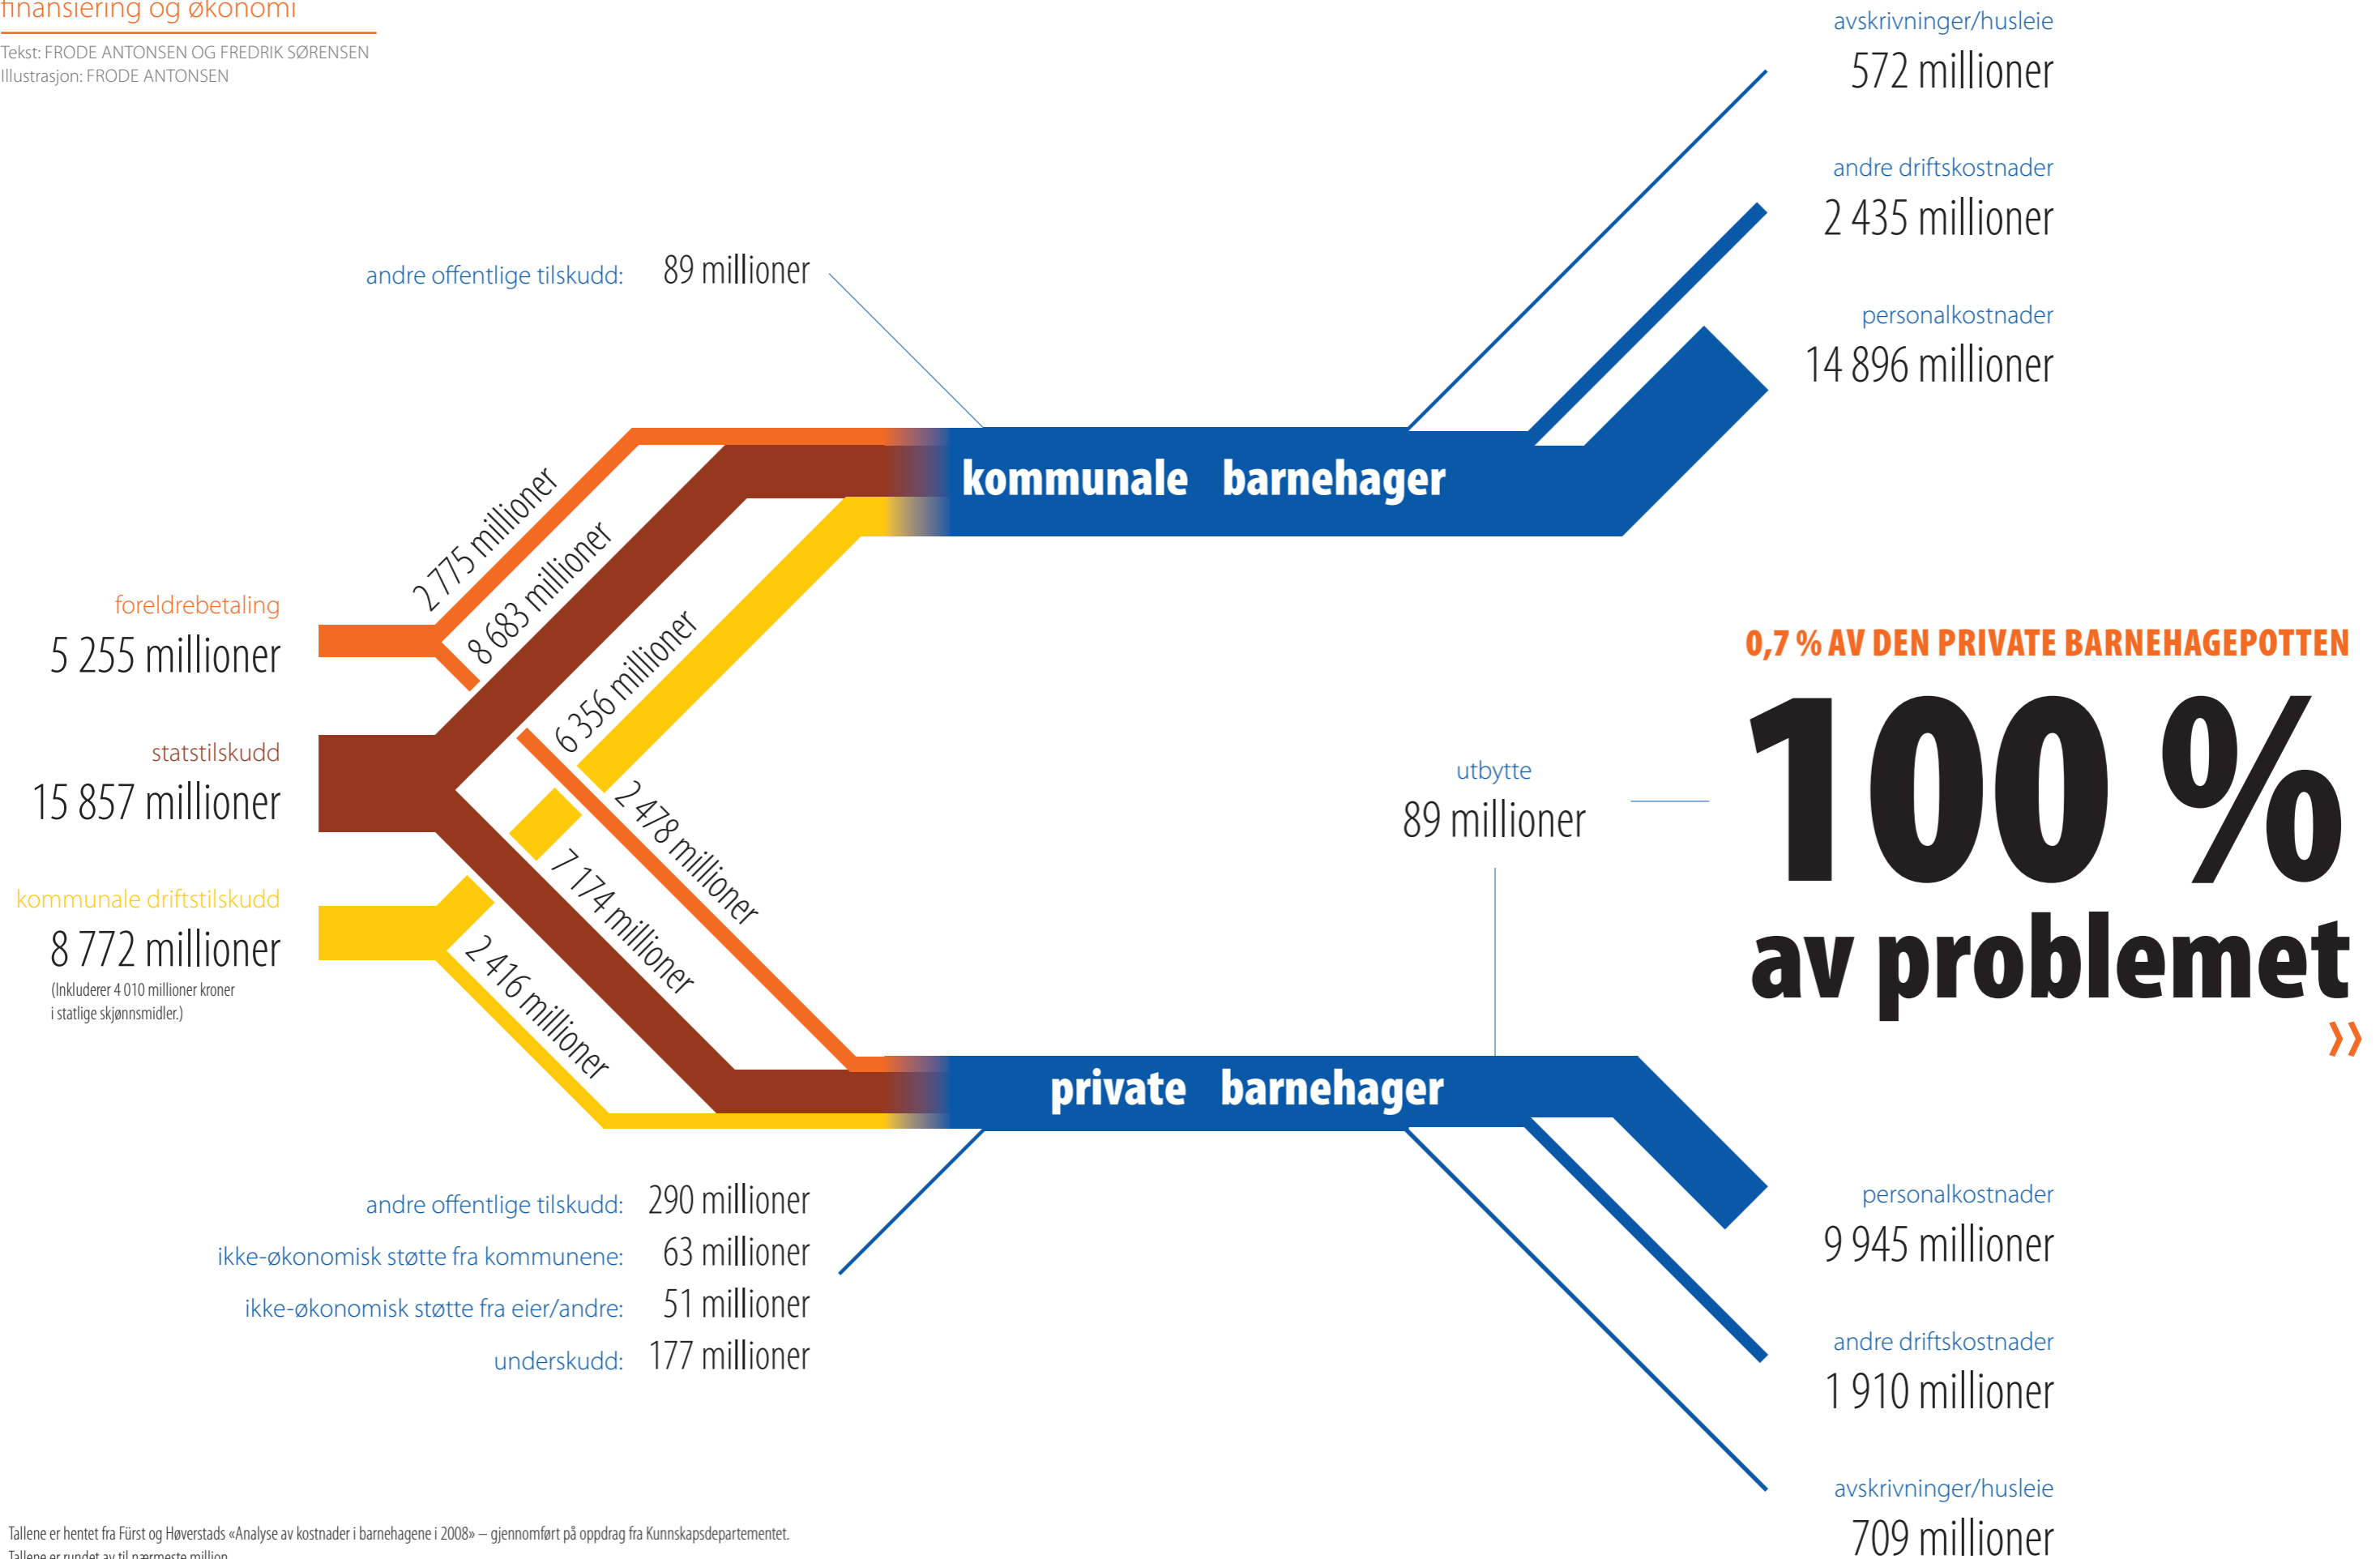 finansiering og økonomi
Tekst: FRODE ANTONSEN OG FREDRIK SØRENSEN
Illustrasjon: FRODE ANTONSEN
avskrivninger/husleie
572 millioner
andre driftskostnader
2 435 millioner
personalkostnader
14 896 millioner
andre offentlige tilskudd: 89 millioner
kommunale barnehager
2 775 millioner
8 683 millioner
6 356 millioner
foreldrebetaling
5 255 millioner
statstilskudd
15 857 millioner
kommunale driftstilskudd
8 772 millioner
(Inkluderer 4 010 millioner kroner
i statlige skjønnsmidler.)
2 478 millioner
7 174 millioner
2 416 millioner
utbytte
89 millioner
0,7 % AV DEN PRIVATE BARNEHAGEPOTTEN
100 %
av problemet
››
private barnehager
andre offentlige tilskudd: 290 millioner
ikke-økonomisk støtte fra kommunene: 63 millioner
ikke-økonomisk støtte fra eier/andre: 51 millioner
underskudd: 177 millioner
personalkostnader
9 945 millioner
andre driftskostnader
1 910 millioner
avskrivninger/husleie
709 millioner
Tallene er hentet fra Fürst og Høverstads «Analyse av kostnader i barnehagene i 2008» – gjennomført på oppdrag fra Kunnskapsdepartementet.
Tallene er rundet av til nærmeste million.